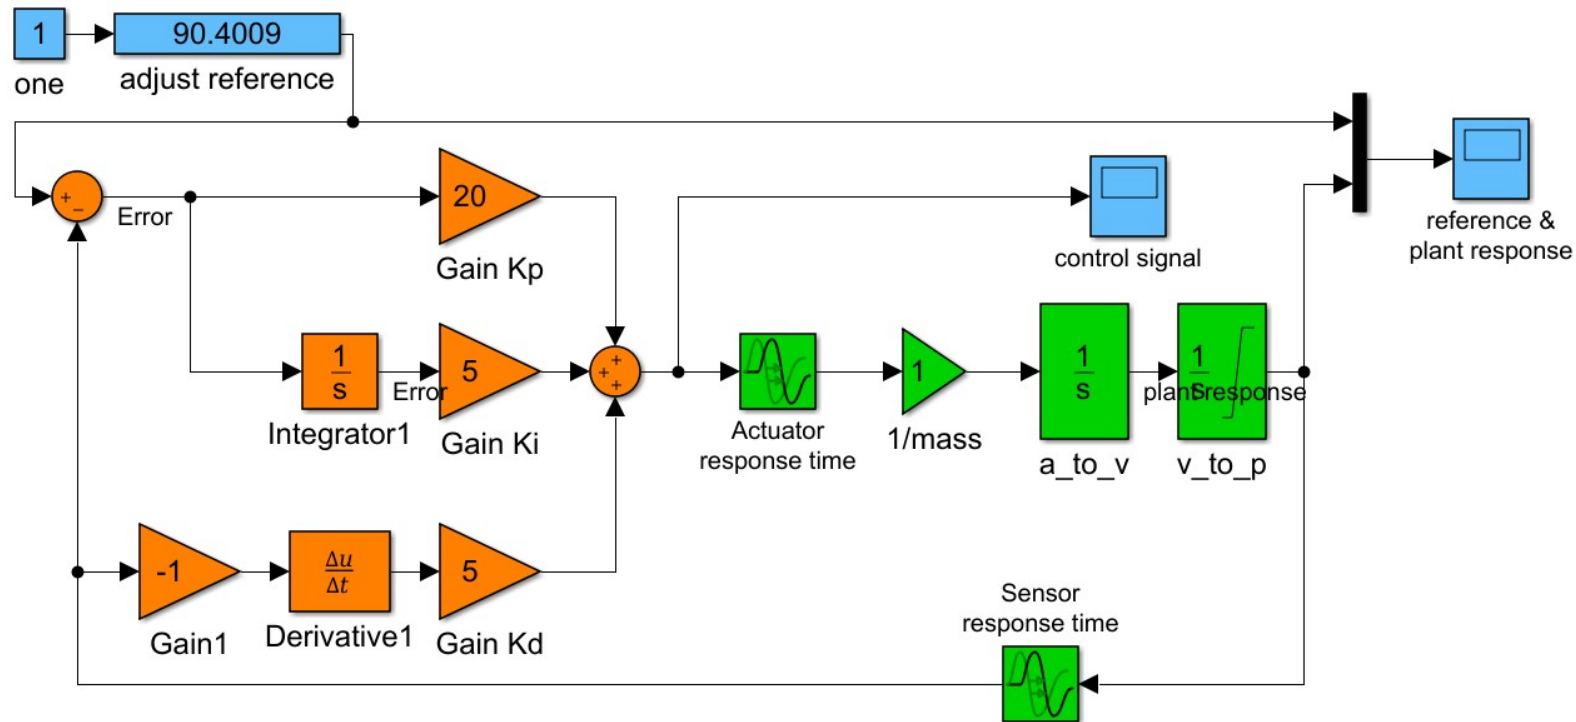 1
90.4009
one
adjust reference
+
−
Error
20
Gain Kp
control signal
reference &
plant response
1
s
Integrator1
Error
5
Gain Ki
+
+
+
Actuator
response time
1
1/mass
1
s
a_to_v
1
s
plant response
v_to_p
-1
Gain1
Δu
Δt
Derivative1
5
Gain Kd
Sensor
response time